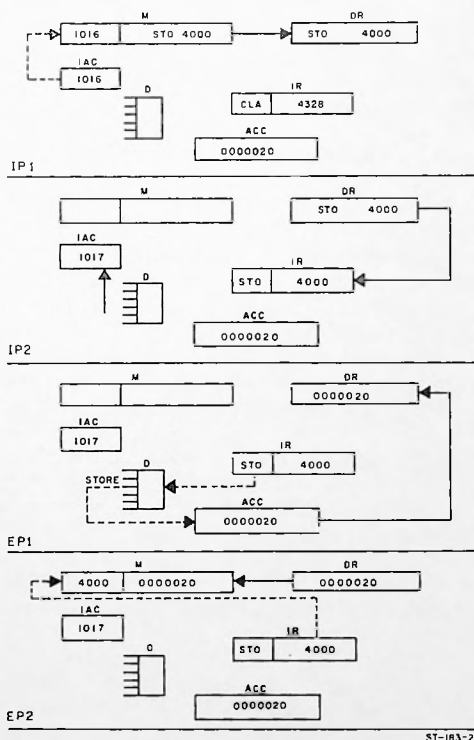 M DR
1016 STO 4000 STO 4000
IAC
1016
D IR
CLA 4328
ACC
0000020
IP1
M DR
STO 4000
IAC
1017
D IR
STO 4000
ACC
0000020
IP2
M DR
0000020
IAC
1017
D IR
STORE STO 4000
ACC
0000020
EP1
M DR
4000 0000020 0000020
IAC
1017
D IR
STO 4000
ACC
0000020
EP2
ST-183-2